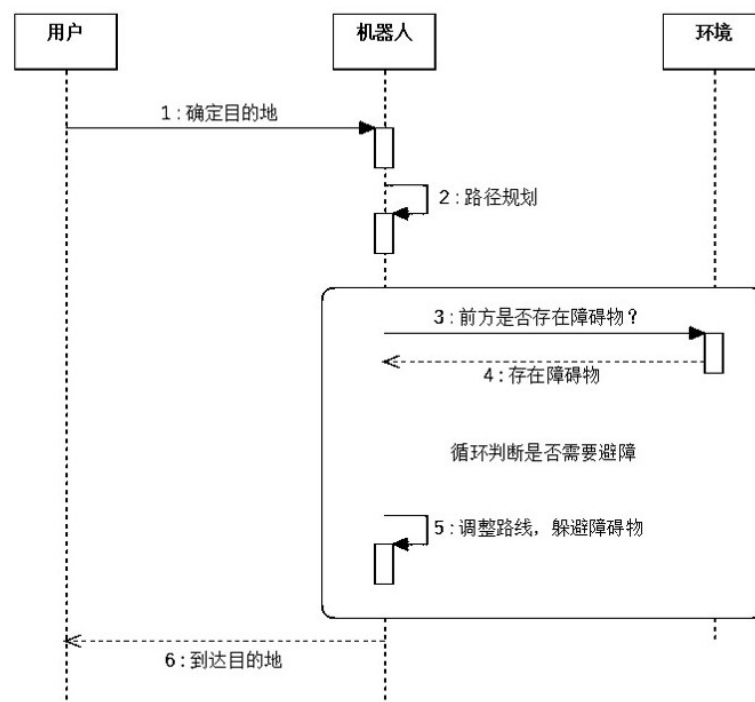 用户
机器人
环境
1：确定目的地
2：路径规划
3：前方是否存在障碍物？
4：存在障碍物
循环判断是否需要避障
5：调整路线，躲避障碍物
6：到达目的地